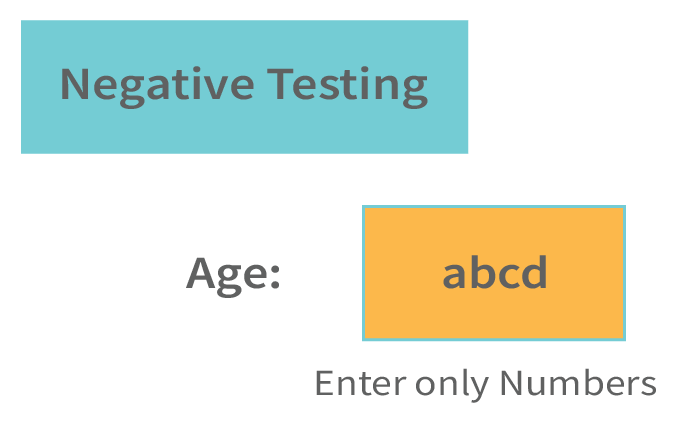 Negative Testing
Age: abcd
Enter only Numbers